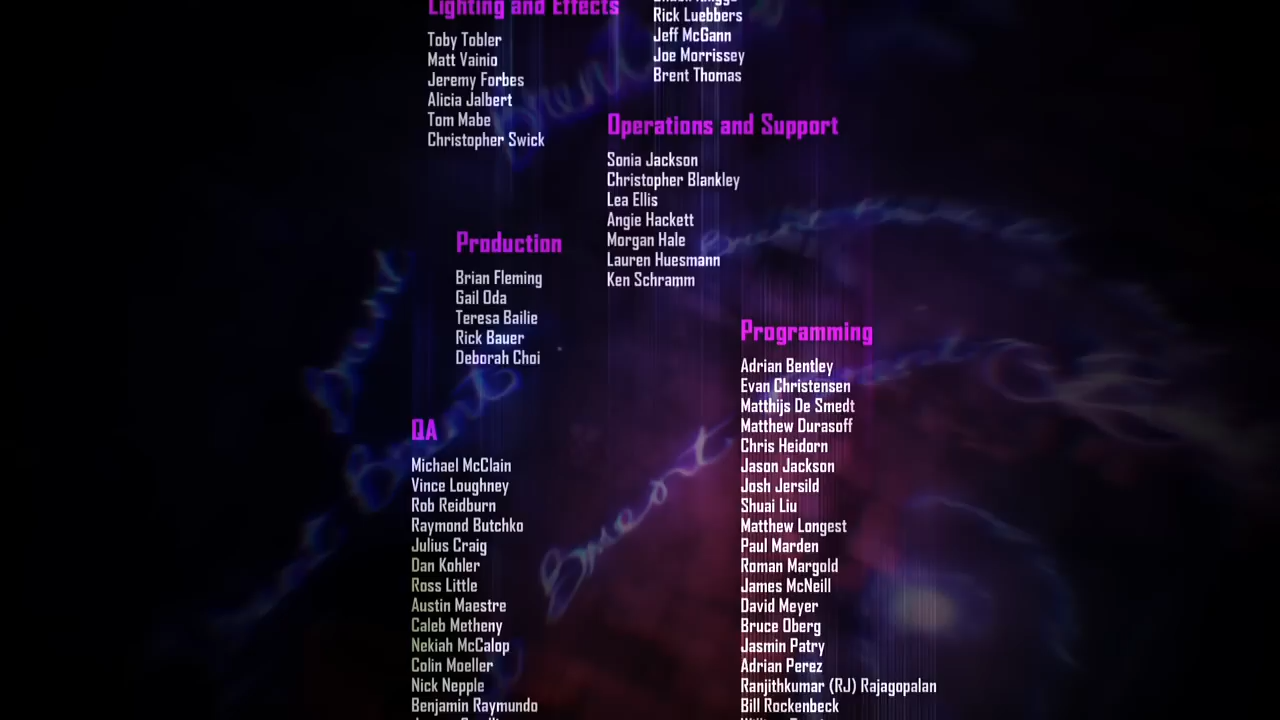 Lighting and Effects
Toby Tobler
Matt Vainio
Jeremy Forbes
Alicia Jalbert
Tom Mabe
Christopher Swick
Rick Luebbers
Jeff McGann
Joe Morrissey
Brent Thomas
Operations and Support
Sonia Jackson
Christopher Blankley
Lea Ellis
Angie Hackett
Morgan Hale
Lauren Huesmann
Ken Schramm
Production
Brian Fleming
Gail Oda
Teresa Bailie
Rick Bauer
Deborah Choi
Programming
Adrian Bentley
Evan Christensen
Matthijs De Smedt
Matthew Durasoff
Chris Heidorn
Jason Jackson
Josh Jersild
Shuai Liu
Matthew Longest
Paul Marden
Roman Margold
James McNeill
David Meyer
Bruce Oberg
Jasmin Patry
Adrian Perez
Ranjithkumar (RJ) Rajagopalan
Bill Rockenbeck
QA
Michael McClain
Vince Loughney
Rob Reidburn
Raymond Butchko
Julius Craig
Dan Kohler
Ross Little
Austin Maestre
Caleb Metheny
Nekiah McCalop
Colin Moeller
Nick Nepple
Benjamin Raymundo
Brent
Brent
Brent